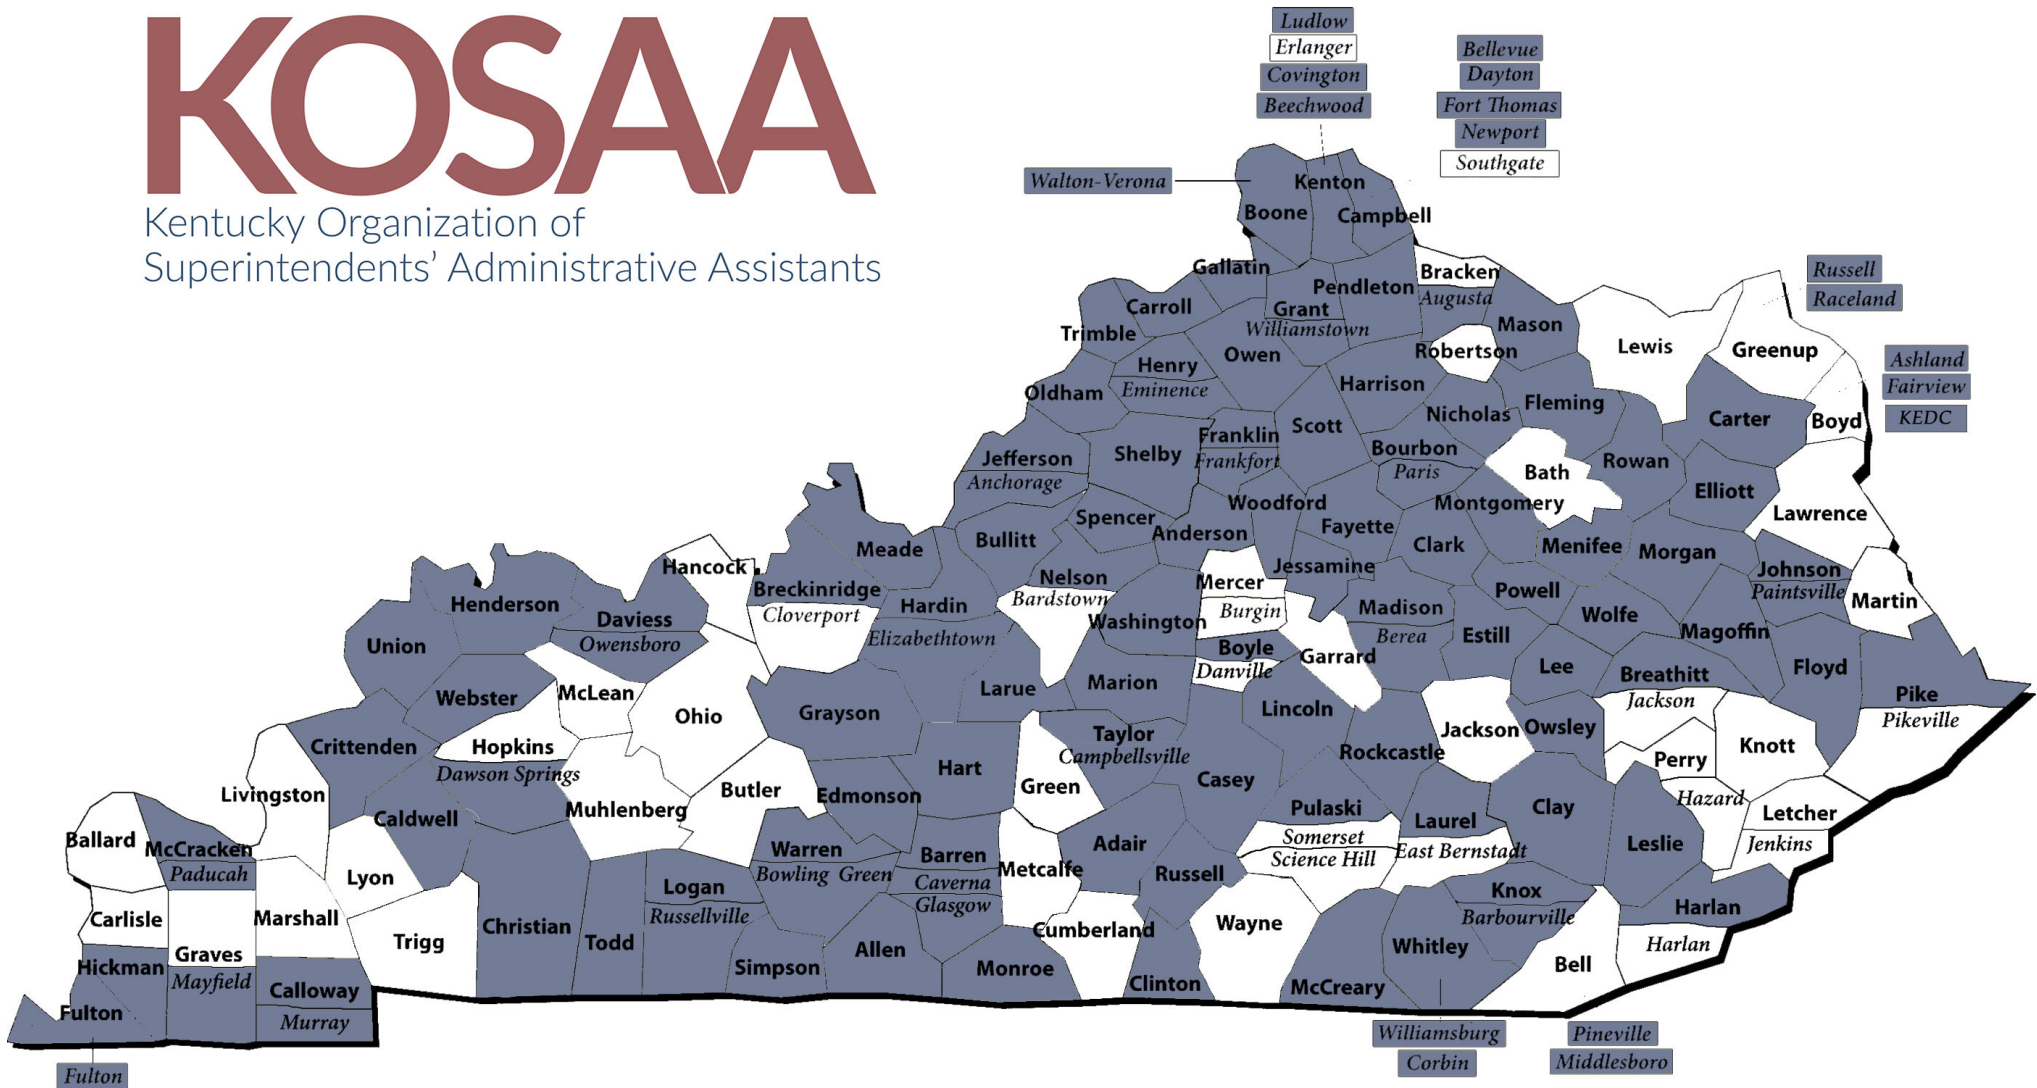 KOSAA
Kentucky Organization of
Superintendents' Administrative Assistants
Ludlow
Erlanger
Covington
Beechwood
Bellevue
Dayton
Fort Thomas
Newport
Southgate
Walton-Verona
Kenton
Boone
Campbell
Gallatin
Bracken
Augusta
Russell
Raceland
Pendleton
Carroll
Grant
Williamstown
Trimble
Mason
Robertson
Lewis
Greenup
Owen
Henry
Eminence
Ashland
Fairview
KEDC
Oldham
Harrison
Nicholas
Fleming
Carter
Boyd
Scott
Franklin
Frankfort
Shelby
Bourbon
Paris
Jefferson
Anchorage
Bath
Rowan
Elliott
Woodford
Montgomery
Lawrence
Spencer
Anderson
Fayette
Bullitt
Clark
Menifee
Morgan
Meade
Hancock
Jessamine
Johnson
Paintsville
Nelson
Bardstown
Mercer
Burgin
Breckinridge
Cloverport
Powell
Martin
Henderson
Hardin
Elizabethtown
Madison
Berea
Wolfe
Daviess
Owensboro
Washington
Estill
Magoffin
Union
Boyle
Danville
Garrard
Lee
Floyd
Breathitt
Jackson
Webster
McLean
Larue
Marion
Pike
Pikeville
Ohio
Grayson
Lincoln
Jackson
Owsley
Crittenden
Hopkins
Dawson Springs
Taylor
Campbellsville
Rockcastle
Knott
Perry
Hazard
Hart
Casey
Livingston
Butler
Edmonson
Green
Muhlenberg
Pulaski
Somerset
Science Hill
Clay
Letcher
Jenkins
Caldwell
Laurel
East Bernstadt
Ballard
McCracken
Paducah
Warren
Bowling Green
Barren
Caverna
Glasgow
Adair
Leslie
Lyon
Metcalfe
Russell
Logan
Russellville
Knox
Barbourville
Harlan
Harlan
Carlisle
Marshall
Christian
Todd
Trigg
Cumberland
Wayne
Whitley
Graves
Mayfield
Allen
Bell
Hickman
Simpson
Monroe
Clinton
McCreary
Calloway
Murray
Fulton
Williamsburg
Corbin
Pineville
Middlesboro
Fulton